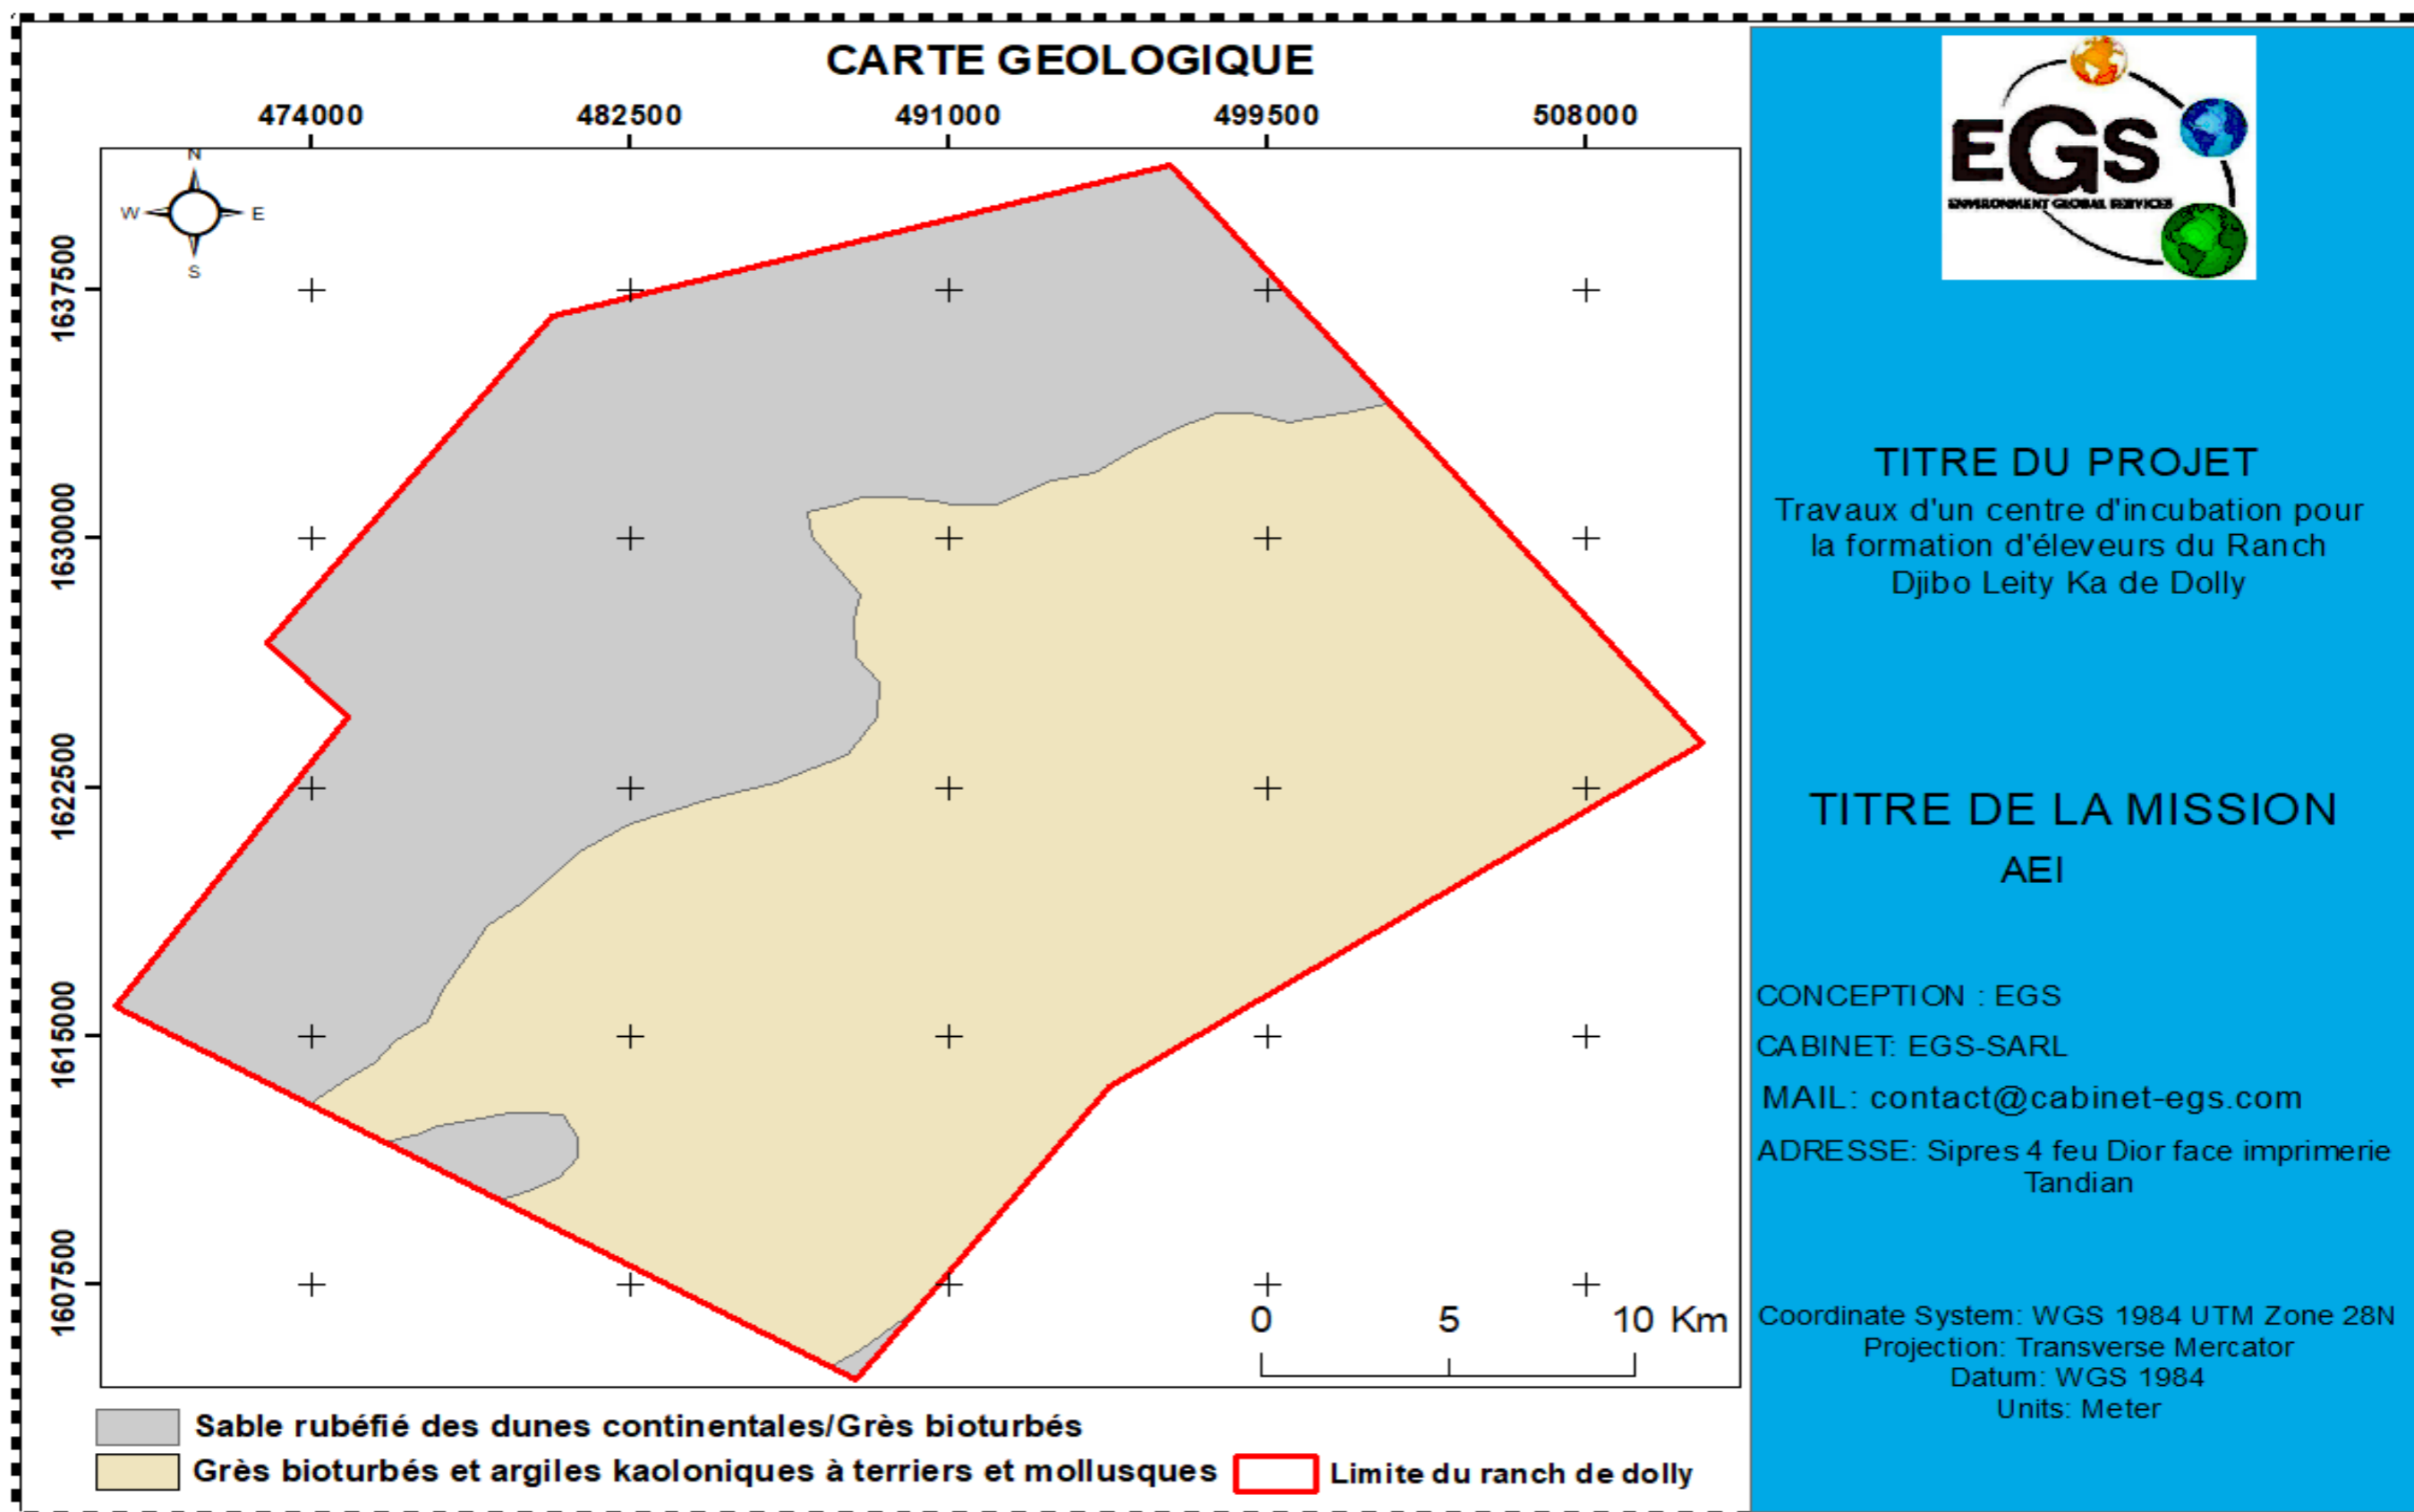 CARTE GEOLOGIQUE
474000 482500 491000 499500 508000
N
W E
S
1637500
1630000
1622500
1615000
1607500
0 5 10 Km
Sable rubéfié des dunes continentales/Grès bioturbés
Grès bioturbés et argiles kaoloniques à terriers et mollusques
Limite du ranch de dolly
EGS
ENVIRONMENT GLOBAL SERVICES
TITRE DU PROJET
Travaux d'un centre d'incubation pour
la formation d'éleveurs du Ranch
Djibo Leity Ka de Dolly
TITRE DE LA MISSION
AEI
CONCEPTION : EGS
CABINET: EGS-SARL
MAIL: contact@cabinet-egs.com
ADRESSE: Sipres 4 feu Dior face imprimerie
Tandian
Coordinate System: WGS 1984 UTM Zone 28N
Projection: Transverse Mercator
Datum: WGS 1984
Units: Meter